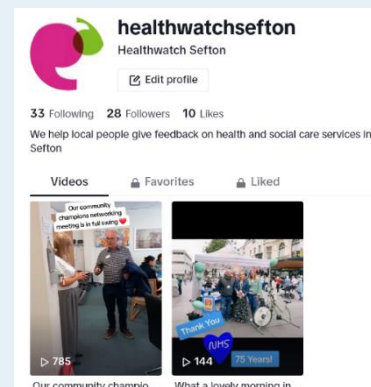 healthwatchsefton
Healthwatch Sefton
Edit profile
33 Following 28 Followers 10 Likes
We help local people give feedback on health and social care services in
Sefton
Videos Favorites Liked
Our community
champions networking
meeting is in full swing ❤️
785
Thank You
NHS
75 Years!
144
Our community champio...
What a lovely morning in